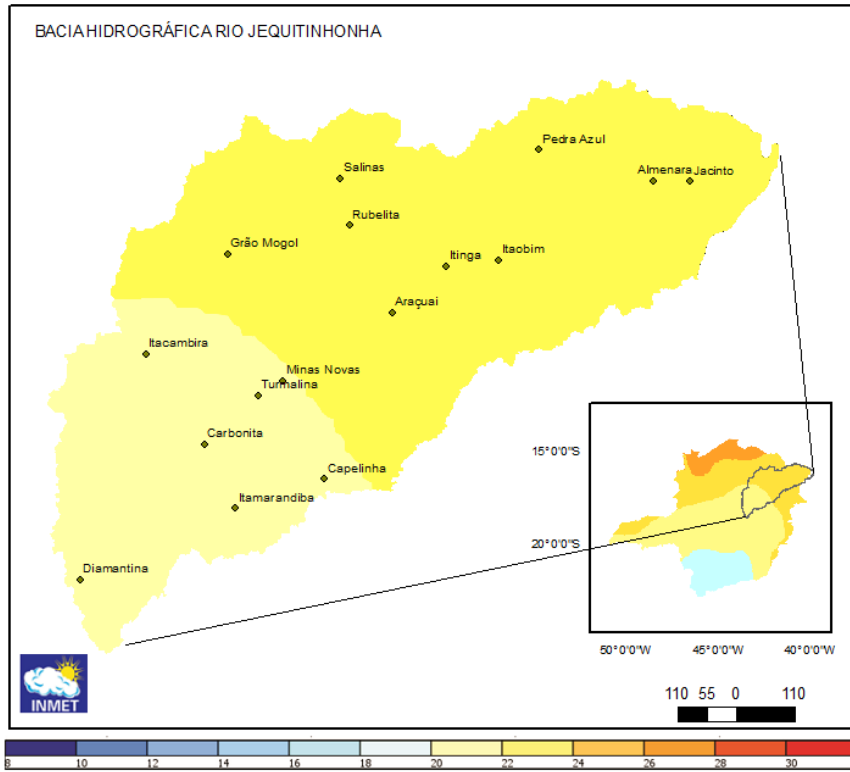 BACIA HIDROGRÁFICA RIO JEQUITINHONHA
Pedra Azul
Salinas
Almenara Jacinto
Rubelita
Grão Mogol
Itinga
Itaobim
Araçuai
Itacambira
Minas Novas
Turmalina
Carbonita
Capelinha
Itamarandiba
Diamantina
15°0'0"S
20°0'0"S
50°0'0"W 45°0'0"W 40°0'0"W
INMET
110 55 0 110
8 10 12 14 16 18 20 22 24 26 28 30